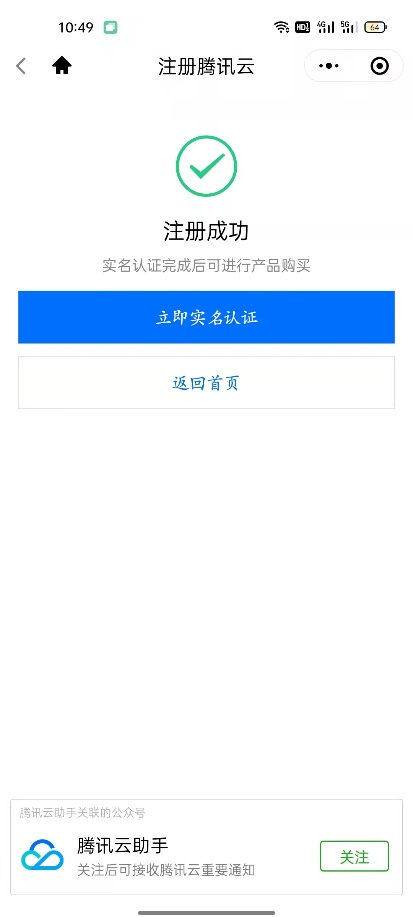 10:49
HD 4G 5G 64
注册腾讯云
注册成功
实名认证完成后可进行产品购买
立即实名认证
返回首页
腾讯云助手关联的公众号
腾讯云助手
关注后可接收腾讯云重要通知
关注